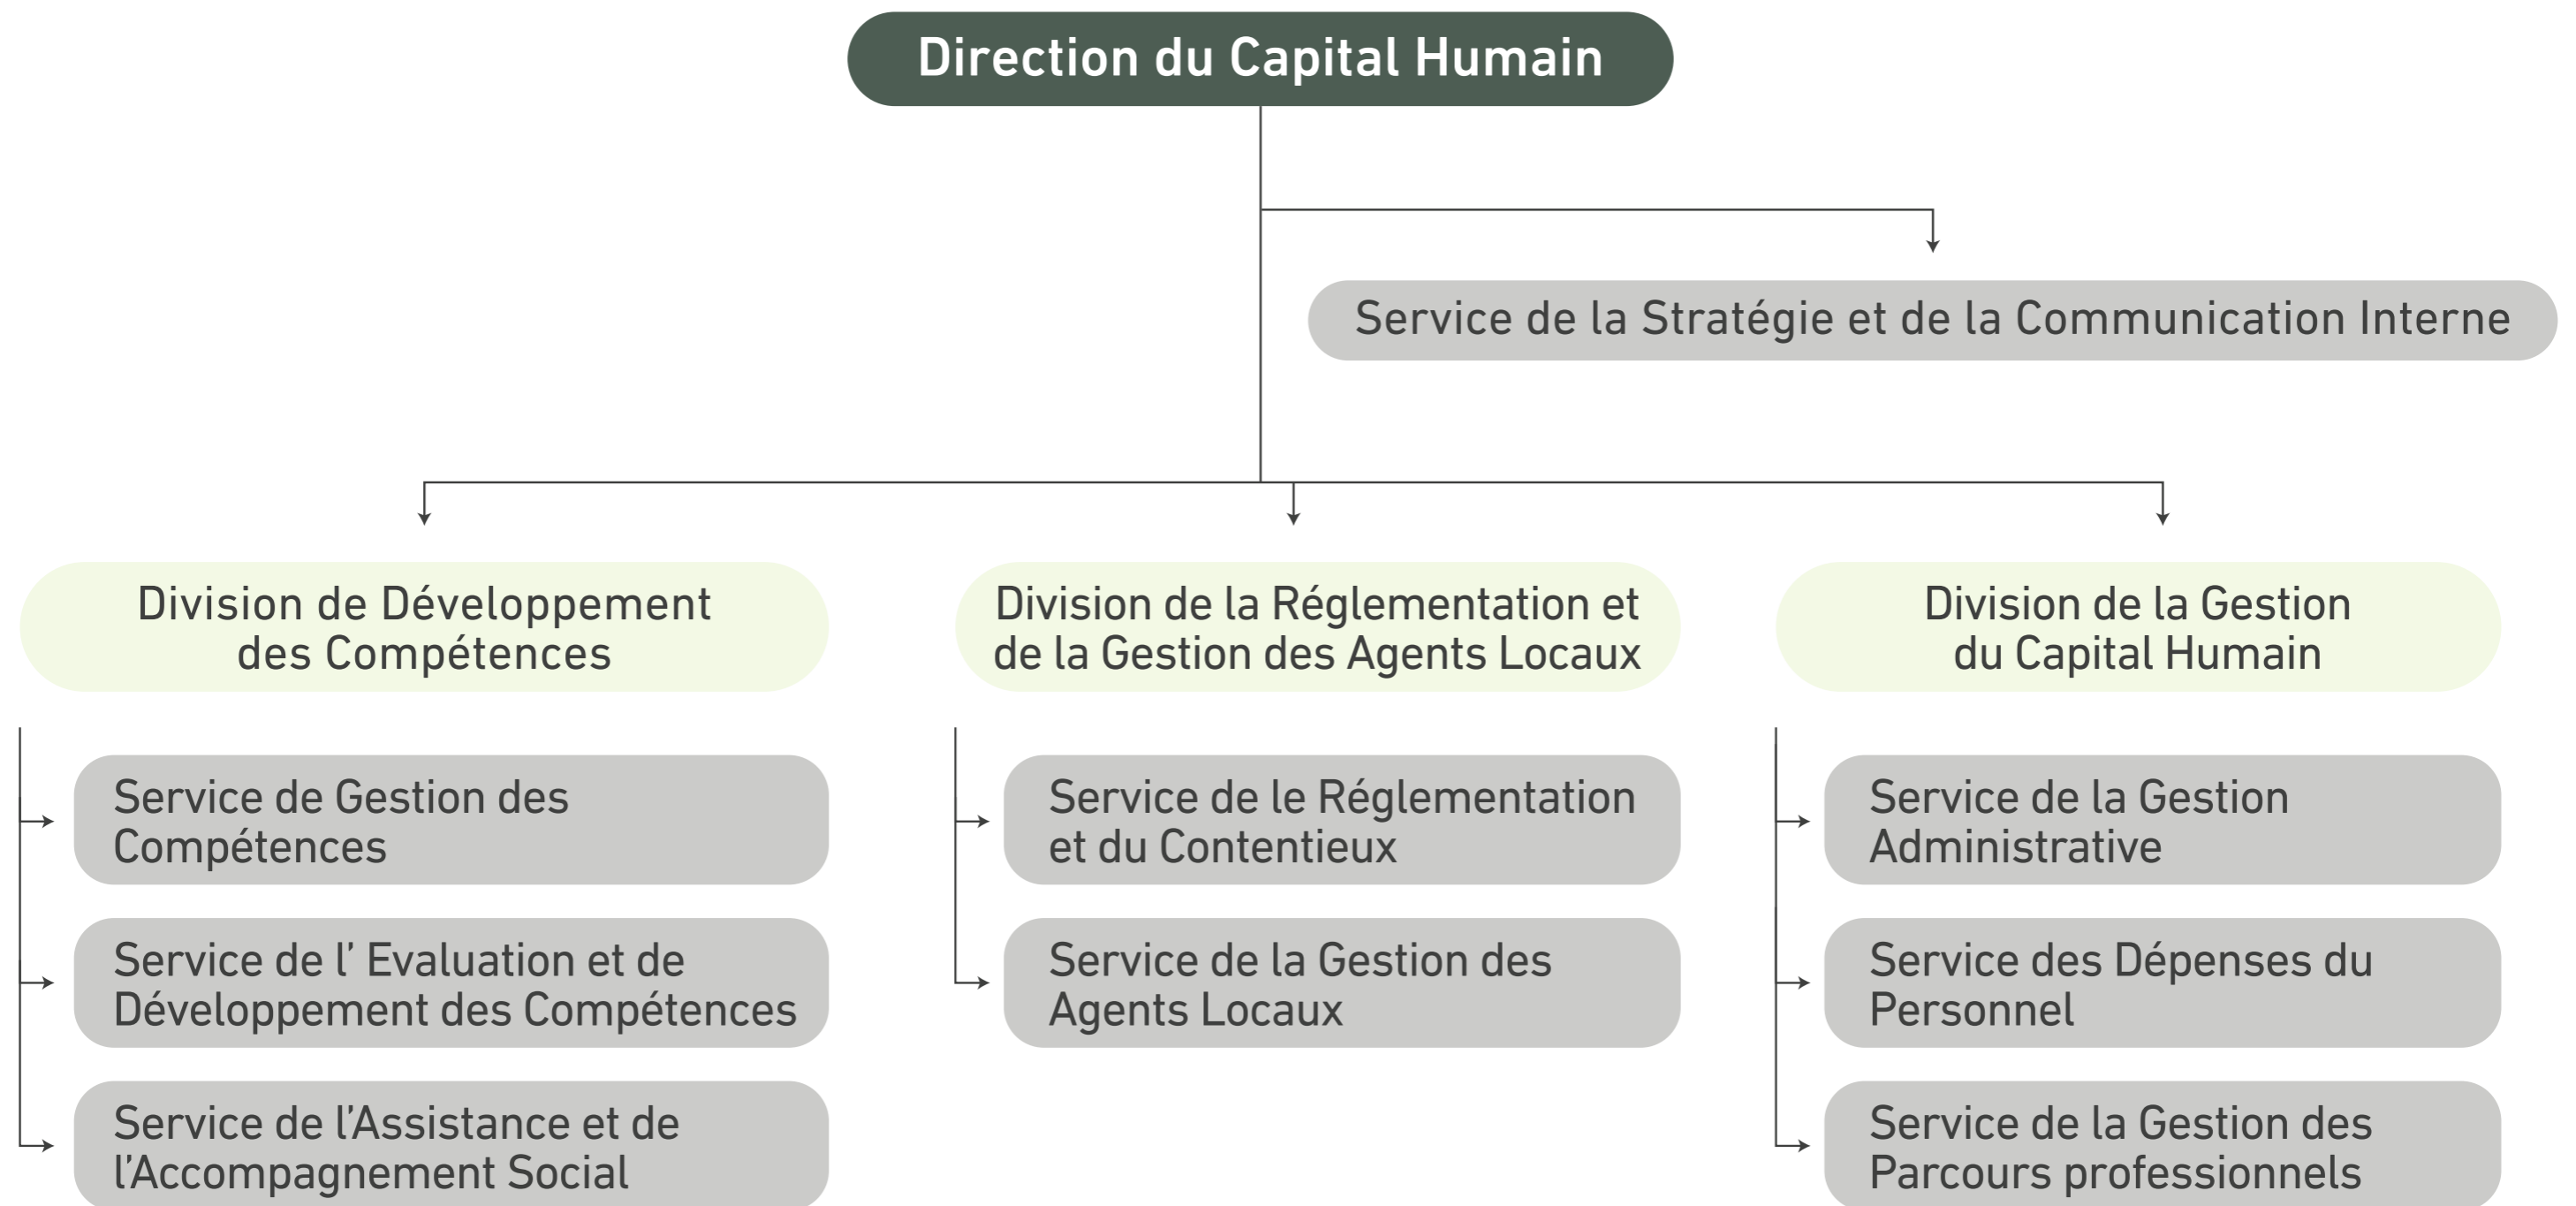 Direction du Capital Humain
Service de la Stratégie et de la Communication Interne
Division de Développement
des Compétences
Service de Gestion des
Compétences
Service de l’ Evaluation et de
Développement des Compétences
Service de l’Assistance et de
l’Accompagnement Social
Division de la Réglementation et
de la Gestion des Agents Locaux
Service de le Réglementation
et du Contentieux
Service de la Gestion des
Agents Locaux
Division de la Gestion
du Capital Humain
Service de la Gestion
Administrative
Service des Dépenses du
Personnel
Service de la Gestion des
Parcours professionnels